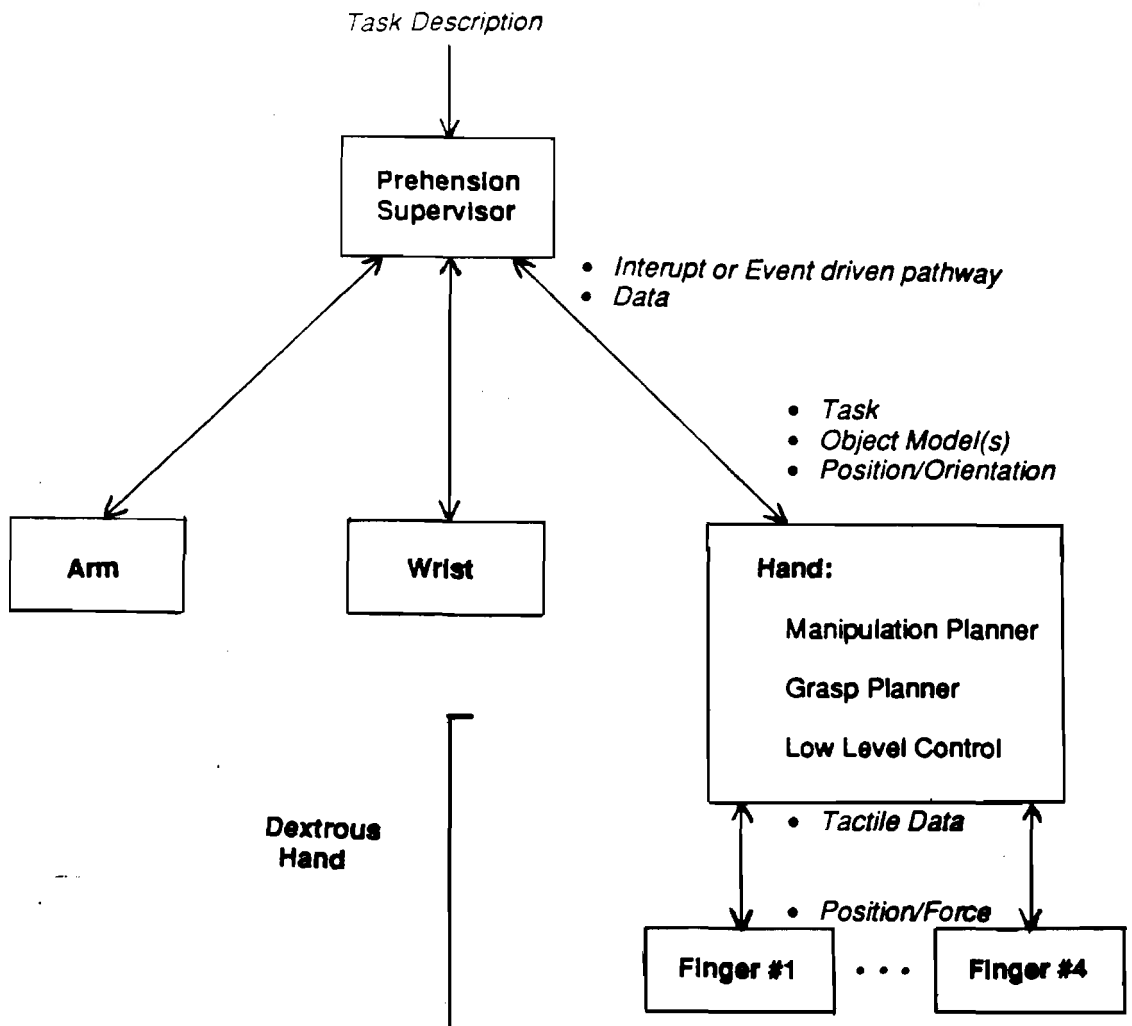 Task Description
Prehension
Supervisor
• Interupt or Event driven pathway
• Data
• Task
• Object Model(s)
• Position/Orientation
Arm
Wrist
Hand:
Manipulation Planner
Grasp Planner
Low Level Control
Dextrous
Hand
• Tactile Data
• Position/Force
Finger #1
• • •
Finger #4